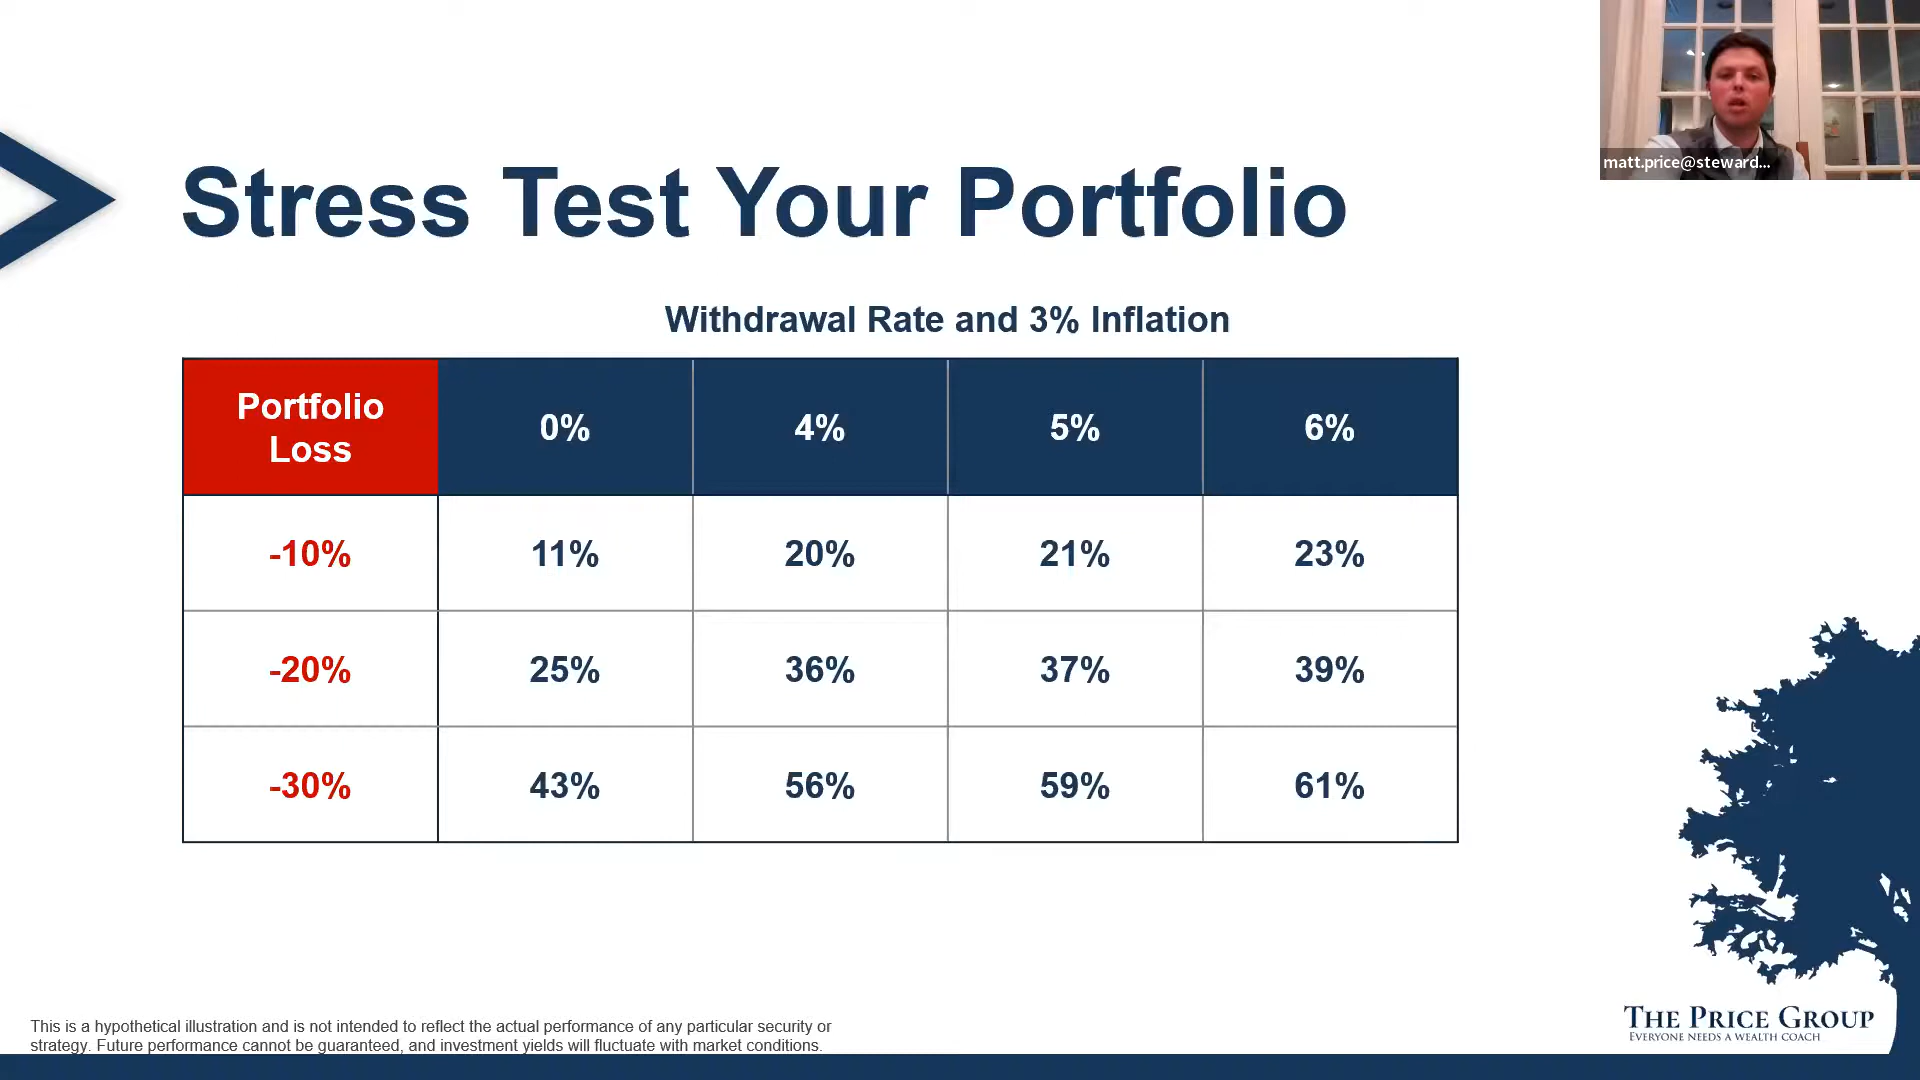 matt.price@steward...
Stress Test Your Portfolio
Withdrawal Rate and 3% Inflation
Portfolio
Loss
0%
4%
5%
6%
-10%
11%
20%
21%
23%
-20%
25%
36%
37%
39%
-30%
43%
56%
59%
61%
This is a hypothetical illustration and is not intended to reflect the actual performance of any particular security or
strategy. Future performance cannot be guaranteed, and investment yields will fluctuate with market conditions.
THE PRICE GROUP
EVERYONE NEEDS A WEALTH COACH